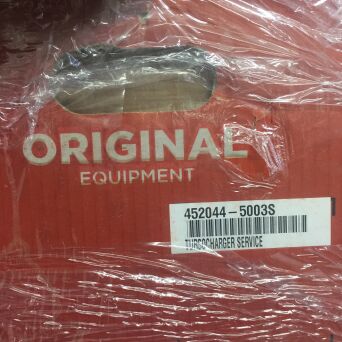 ORIGINAL
EQUIPMENT
452044-5003S
TURBOCHARGER SERVICE